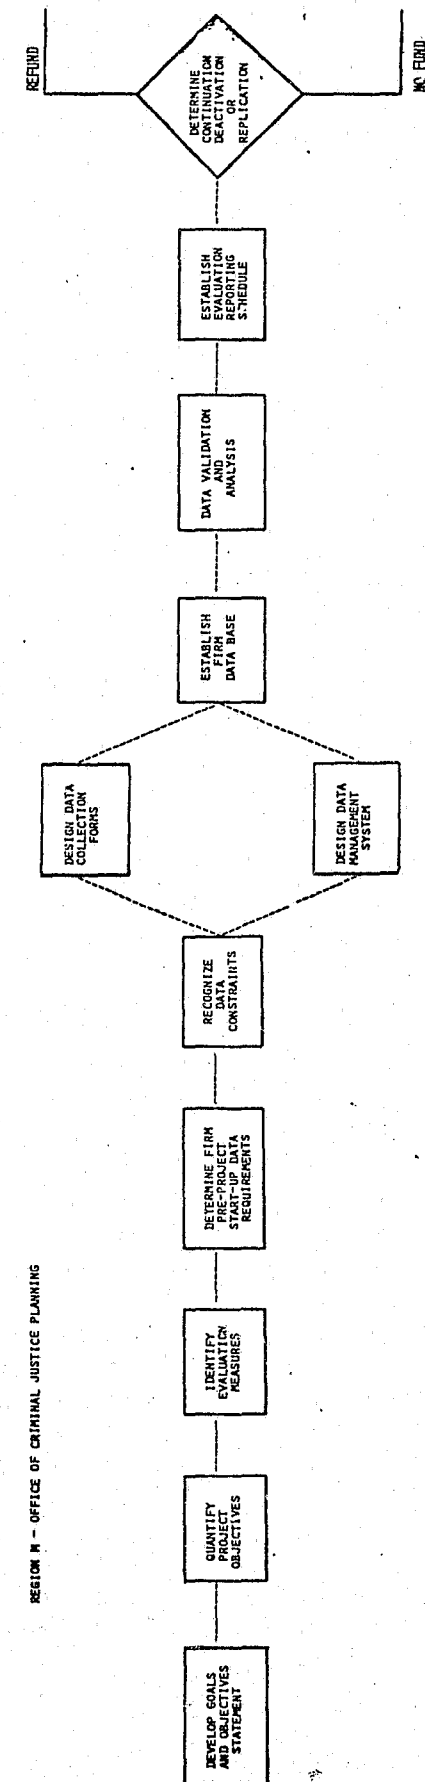 REGION M - OFFICE OF CRIMINAL JUSTICE PLANNING
DEVELOP GOALS
AND OBJECTIVES
STATEMENT
QUANTIFY
PROJECT
OBJECTIVES
IDENTIFY
EVALUATION
MEASURES
DETERMINE FIRM
PRE-PROJECT
START-UP DATA
REQUIREMENTS
RECOGNIZE
DATA
CONSTRAINTS
DESIGN DATA
COLLECTION
FORMS
DESIGN DATA
MANAGEMENT
SYSTEM
ESTABLISH
FIRM
DATA BASE
DATA VALIDATION
AND
ANALYSIS
ESTABLISH
EVALUATION
REPORTING
SCHEDULE
DETERMINE
CONTINUATION
DEACTIVATION
OR
REPLICATION
REFUND
NO FUND